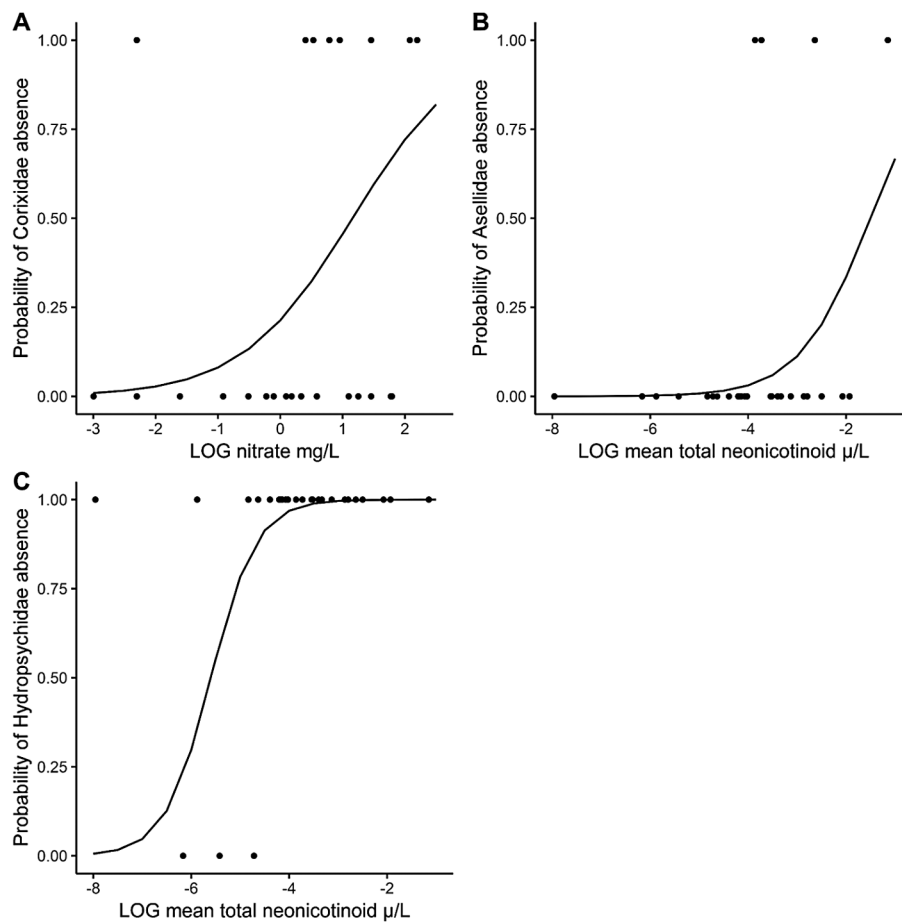 A
Probability of Corixidae absence
1.00
0.75
0.50
0.25
0.00
-3 -2 -1 0 1 2
LOG nitrate mg/L
B
Probability of Asellidae absence
1.00
0.75
0.50
0.25
0.00
-8 -6 -4 -2
LOG mean total neonicotinoid µ/L
C
Probability of Hydropsychidae absence
1.00
0.75
0.50
0.25
0.00
-8 -6 -4 -2
LOG mean total neonicotinoid µ/L